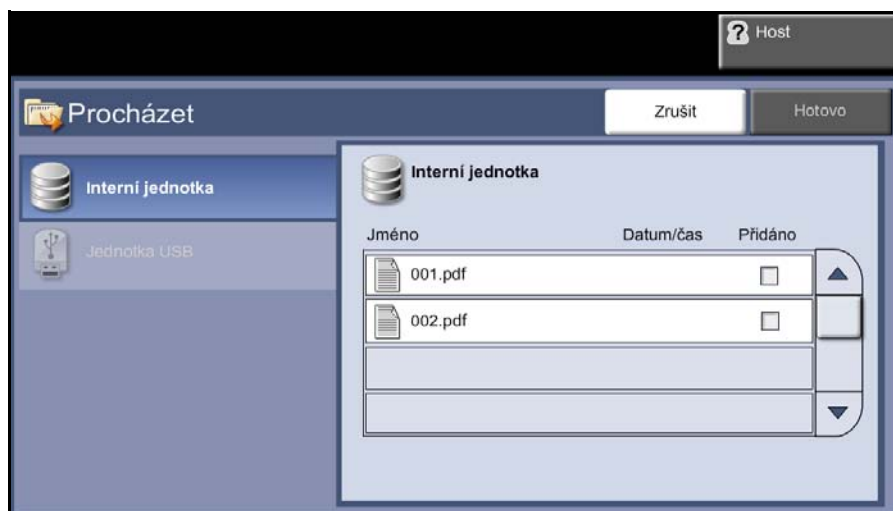 ? Host
Procházet
Zrušit
Hotovo
Interní jednotka
Jednotka USB
Interní jednotka
Jméno Datum/čas Přidáno
001.pdf
002.pdf